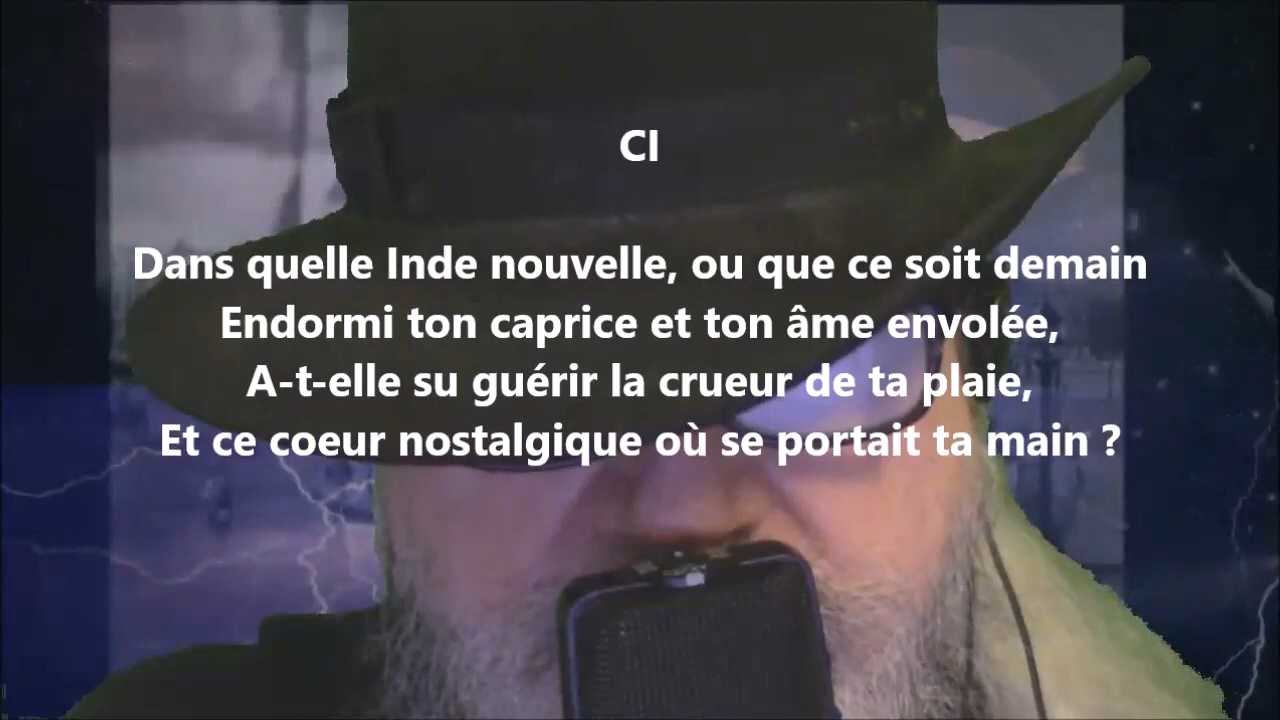 CI
Dans quelle Inde nouvelle, ou que ce soit demain
Endormi ton caprice et ton âme envolée,
A-t-elle su guérir la crueur de ta plaie,
Et ce coeur nostalgique où se portait ta main ?